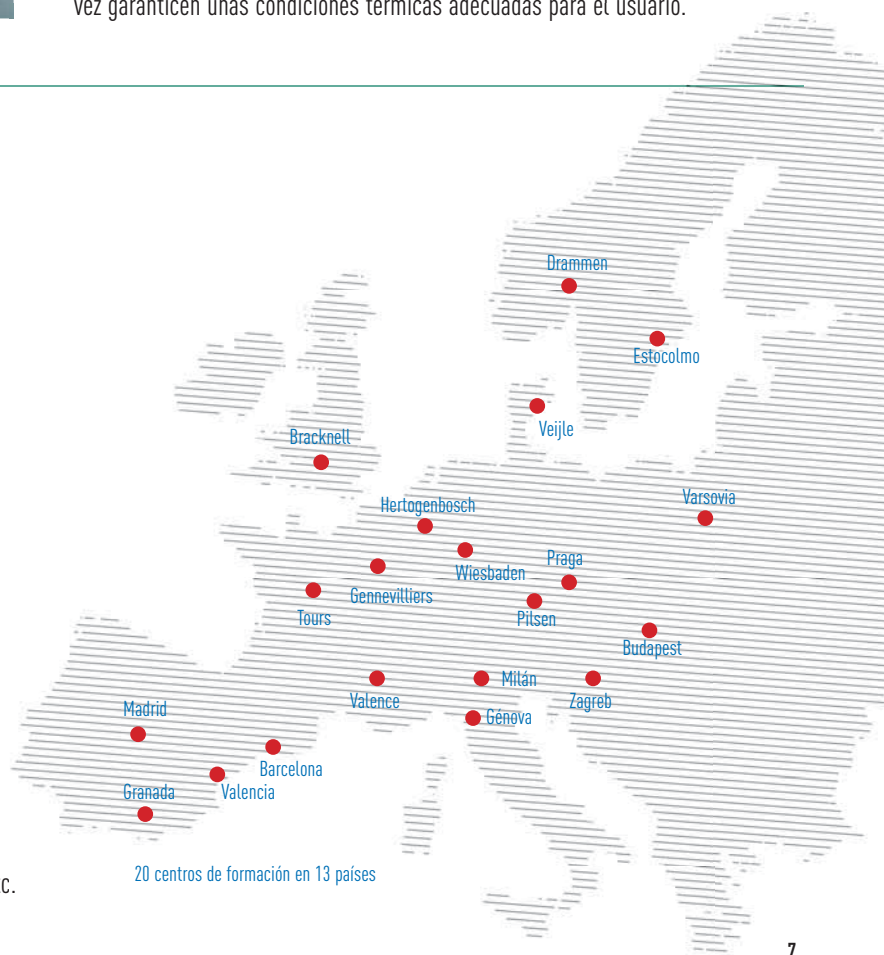 vez garanticen unas condiciones térmicas adecuadas para el usuario.
Drammen
Estocolmo
Veijle
Bracknell
Hertogenbosch
Varsovia
Wiesbaden
Praga
Gennevilliers
Tours
Pilsen
Budapest
Milán
Valence
Zagreb
Madrid
Génova
Barcelona
Granada
Valencia
20 centros de formación en 13 países
C.
7